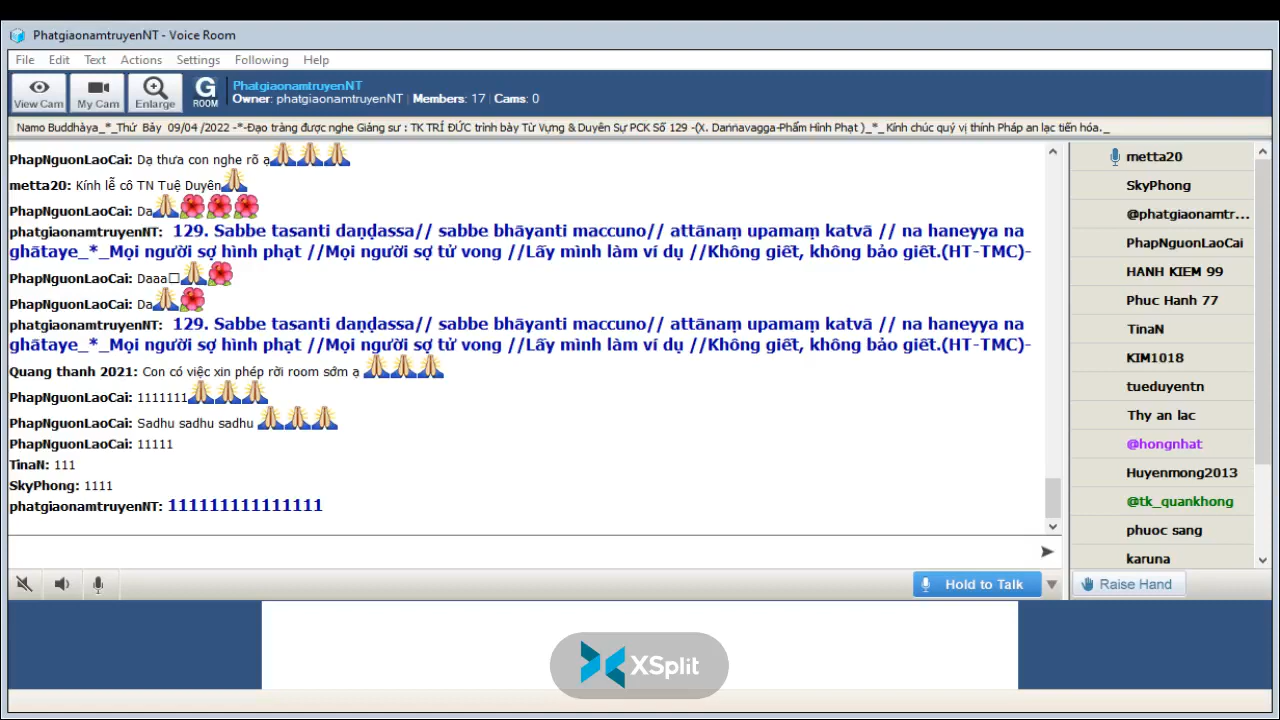 PhatgiaonamtruyenNT - Voice Room
File Edit Text Actions Settings Following Help
View Cam My Cam Enlarge G ROOM
PhatgiaonamtruyenNT
Owner: phatgiaonamtruyenNT | Members: 17 | Cams: 0
Namo Buddhàya_*_Thứ Bảy 09/04 /2022 -*-Đạo tràng được nghe Giảng sư : TK TRÍ ĐỨC trình bày Từ Vựng & Duyên Sự PCK Số 129 -(X. Daṇṇavagga-Phẩm Hình Phạt )_*_ Kính chúc quý vị thính Pháp an lạc tiến hóa._
PhapNguonLaoCai: Dạ thưa con nghe rõ ạ
metta20: Kính lễ cô TN Tuệ Duyên
PhapNguonLaoCai: Da
phatgiaonamtruyenNT: 129. Sabbe tasanti daṇḍassa// sabbe bhāyanti maccuno// attānaṃ upamaṃ katvā // na haneyya na
ghātaye_*_Mọi người sợ hình phạt //Mọi người sợ tử vong //Lấy mình làm ví dụ //Không giết, không bảo giết.(HT-TMC)-
PhapNguonLaoCai: Daaa
PhapNguonLaoCai: Da
phatgiaonamtruyenNT: 129. Sabbe tasanti daṇḍassa// sabbe bhāyanti maccuno// attānaṃ upamaṃ katvā // na haneyya na
ghātaye_*_Mọi người sợ hình phạt //Mọi người sợ tử vong //Lấy mình làm ví dụ //Không giết, không bảo giết.(HT-TMC)-
Quang thanh 2021: Con có việc xin phép rời room sớm ạ
PhapNguonLaoCai: 1111111
PhapNguonLaoCai: Sadhu sadhu sadhu
PhapNguonLaoCai: 11111
TinaN: 111
SkyPhong: 1111
phatgiaonamtruyenNT: 111111111111111
metta20
SkyPhong
@phatgiaonamtr...
PhapNguonLaoCai
HANH KIEM 99
Phuc Hanh 77
TinaN
KIM1018
tueduyentn
Thy an lac
@hongnhat
Huyenmong2013
@tk_quankhong
phuoc sang
karuna
Hold to Talk
Raise Hand
XSplit